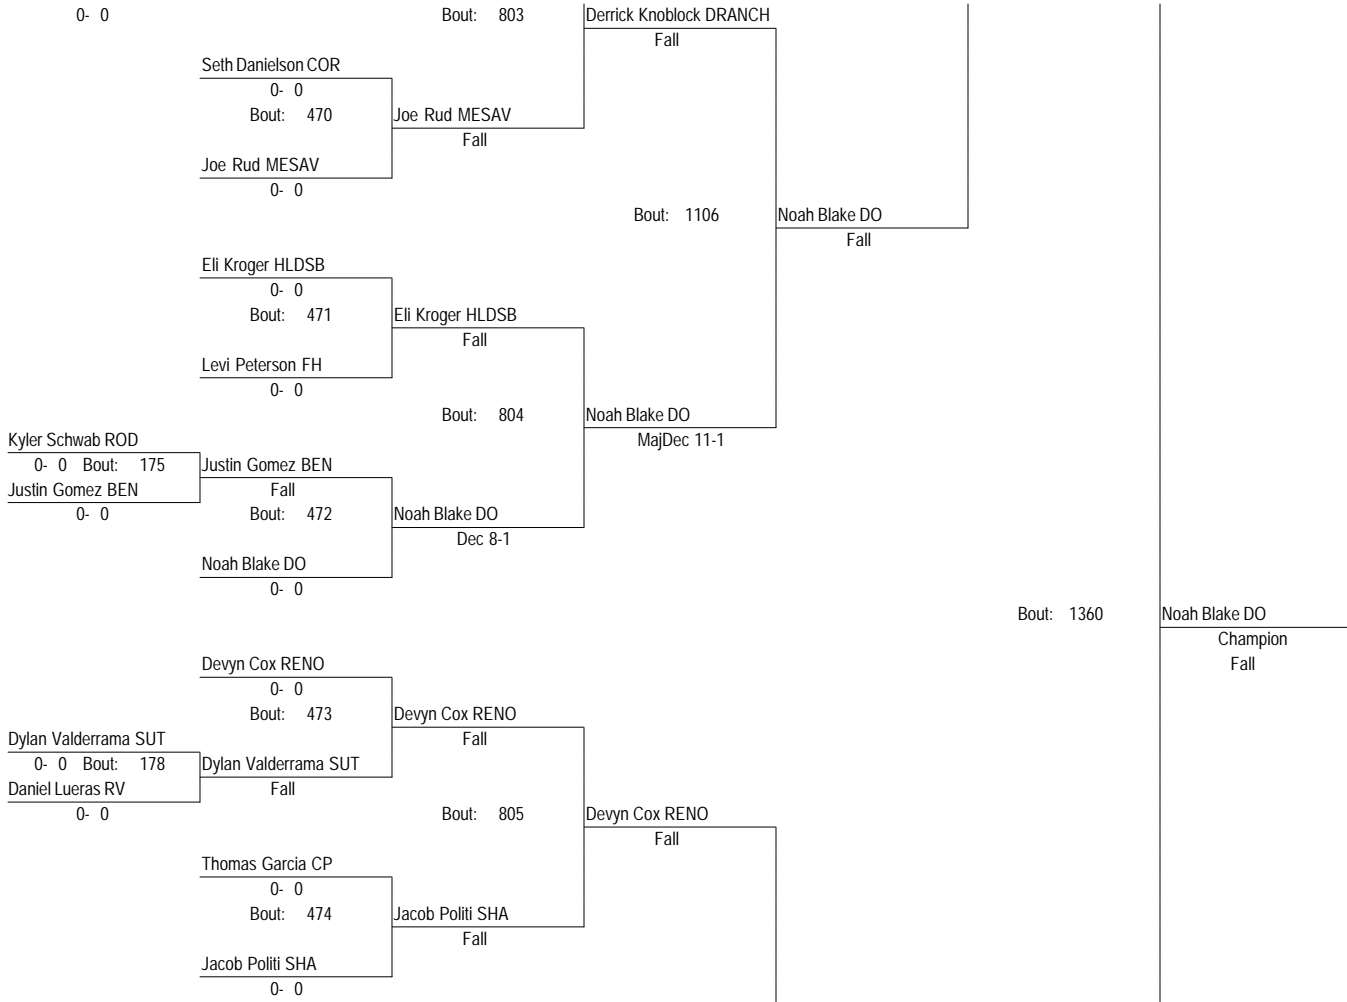 0- 0 Bout: 803 Derrick Knoblock DRANCH
Fall
Seth Danielson COR
0- 0
Bout: 470 Joe Rud MESAV
Fall
Joe Rud MESAV
0- 0
Bout: 1106 Noah Blake DO
Fall
Eli Kroger HLDSB
0- 0
Bout: 471 Eli Kroger HLDSB
Fall
Levi Peterson FH
0- 0
Bout: 804 Noah Blake DO
Kyler Schwab ROD MajDec 11-1
0- 0 Bout: 175 Justin Gomez BEN
Justin Gomez BEN Fall
0- 0 Bout: 472 Noah Blake DO
Dec 8-1
Noah Blake DO
0- 0
Bout: 1360 Noah Blake DO
Champion
Devyn Cox RENO Fall
0- 0
Bout: 473 Devyn Cox RENO
Dylan Valderrama SUT Fall
0- 0 Bout: 178 Dylan Valderrama SUT
Daniel Lueras RV Fall
0- 0 Bout: 805 Devyn Cox RENO
Fall
Thomas Garcia CP
0- 0
Bout: 474 Jacob Politi SHA
Fall
Jacob Politi SHA
0- 0